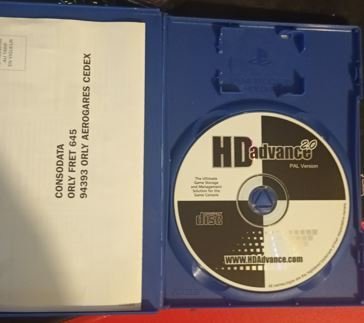 CONSODATA
ORLY FRET 645
94393 ORLY AEROGARES CEDEX
HDadvance 2.0
PAL Version
The Ultimate
Game Storage
and Management
Solution for the
Game Console
disc
WWW.HDAdvance.com